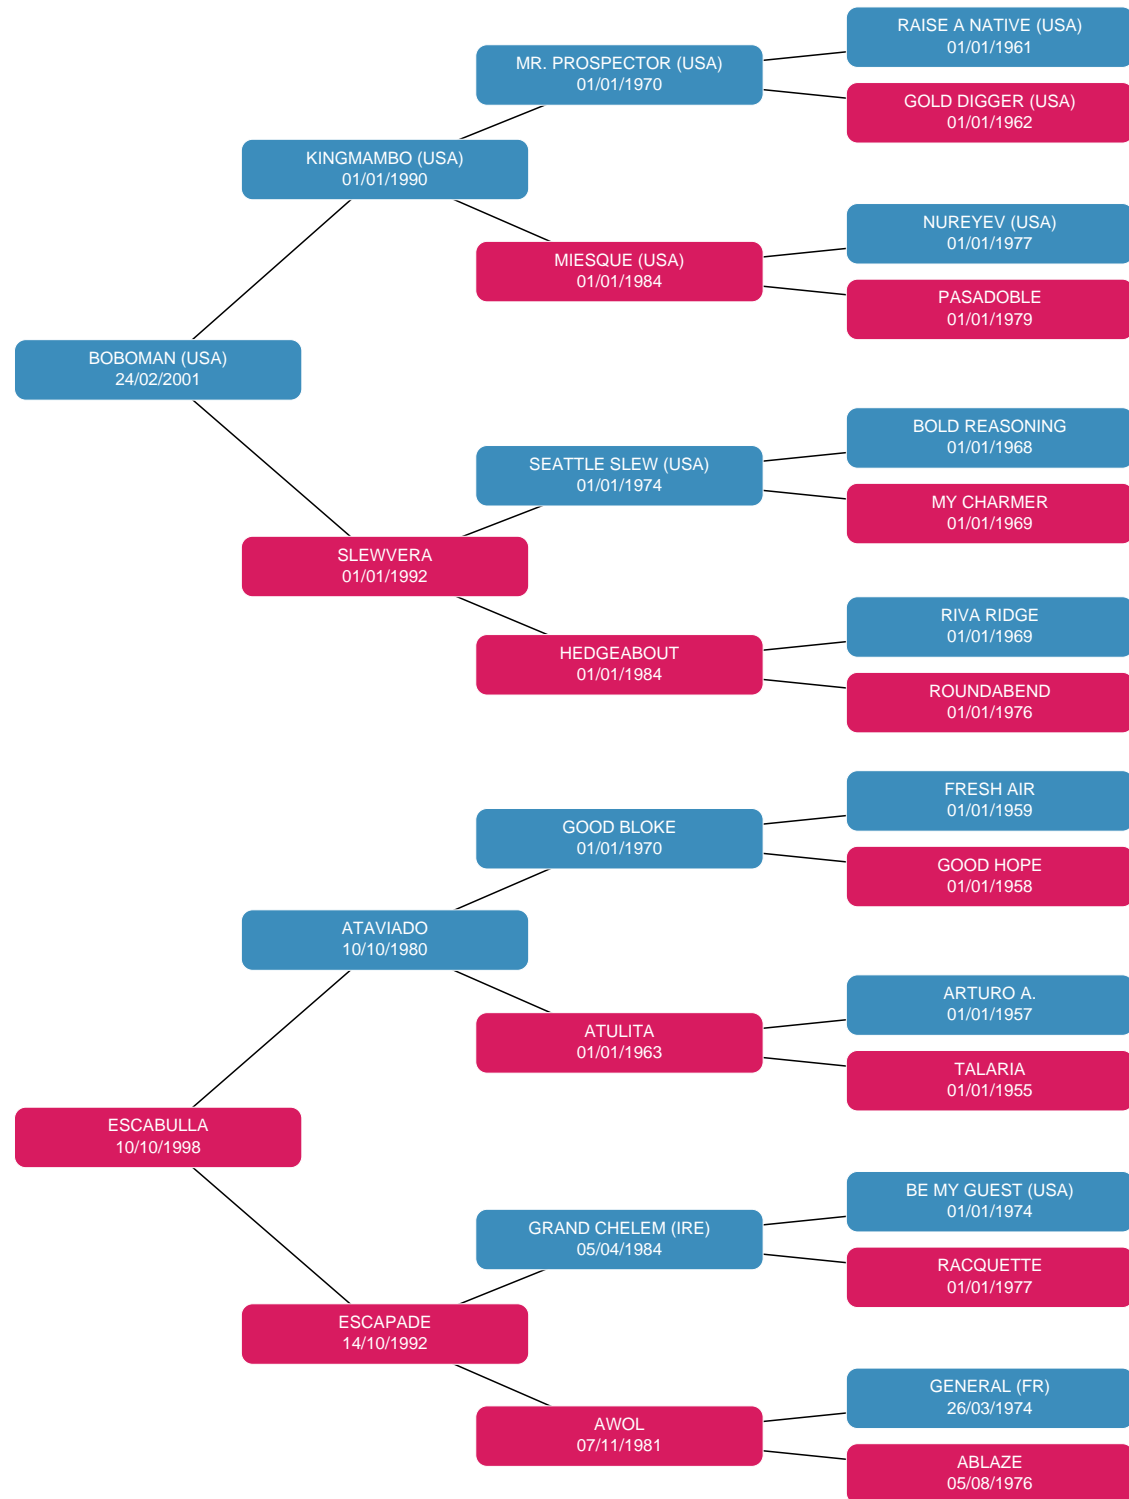 RAISE A NATIVE (USA)
01/01/1961
MR. PROSPECTOR (USA)
01/01/1970
GOLD DIGGER (USA)
01/01/1962
KINGMAMBO (USA)
01/01/1990
NUREYEV (USA)
01/01/1977
MIESQUE (USA)
01/01/1984
PASADOBLE
01/01/1979
BOBOMAN (USA)
24/02/2001
BOLD REASONING
01/01/1968
SEATTLE SLEW (USA)
01/01/1974
MY CHARMER
01/01/1969
SLEWVERA
01/01/1992
RIVA RIDGE
01/01/1969
HEDGEABOUT
01/01/1984
ROUNDABEND
01/01/1976
FRESH AIR
01/01/1959
GOOD BLOKE
01/01/1970
GOOD HOPE
01/01/1958
ATAVIADO
10/10/1980
ARTURO A.
01/01/1957
ATULITA
01/01/1963
TALARIA
01/01/1955
ESCABULLA
10/10/1998
BE MY GUEST (USA)
01/01/1974
GRAND CHELEM (IRE)
05/04/1984
RACQUETTE
01/01/1977
ESCAPADE
14/10/1992
GENERAL (FR)
26/03/1974
AWOL
07/11/1981
ABLAZE
05/08/1976